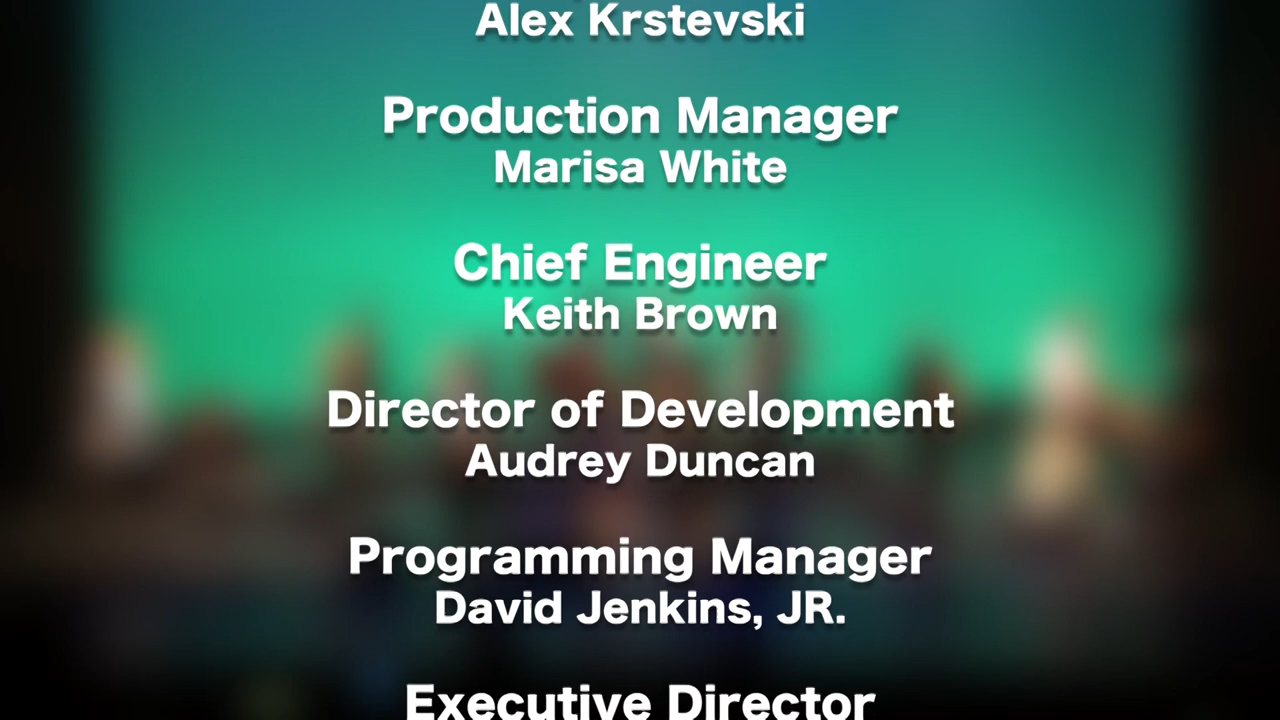 Alex Krstevski
Production Manager
Marisa White
Chief Engineer
Keith Brown
Director of Development
Audrey Duncan
Programming Manager
David Jenkins, JR.
Executive Director